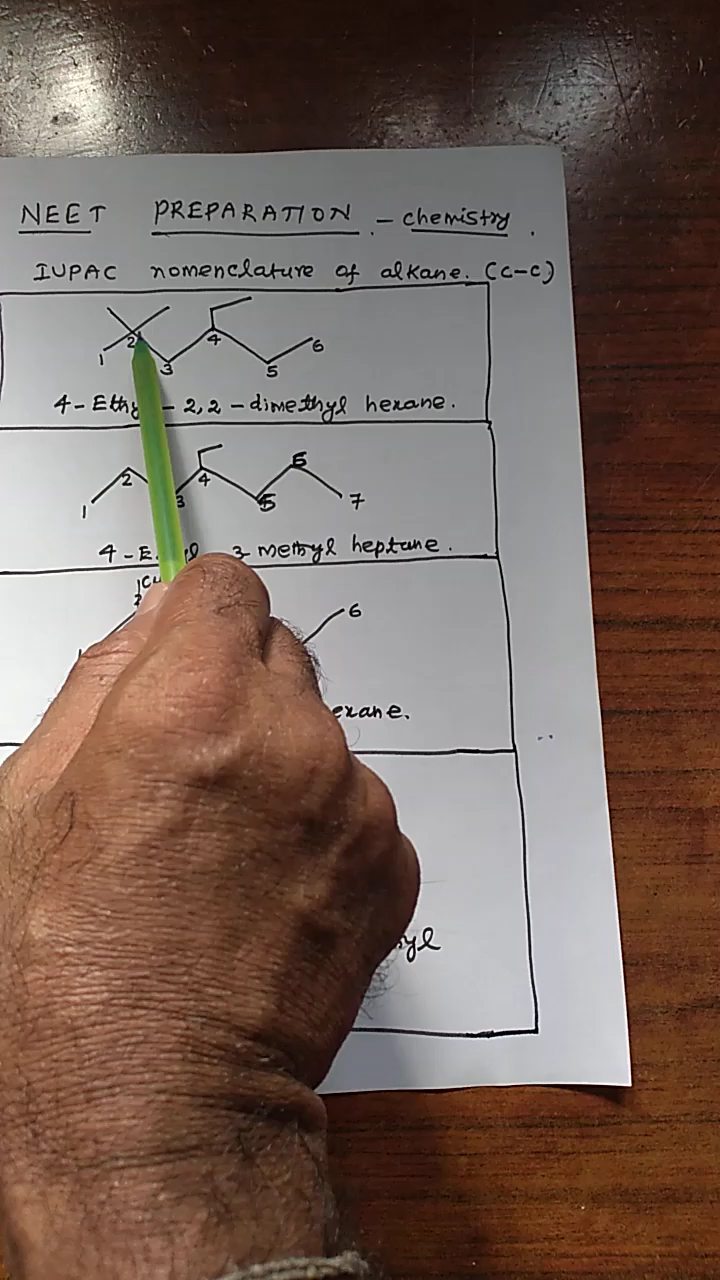 NEET PREPARATION - chemistry.
IUPAC nomenclature of alkane. (C-C)
1 2 3 4 5 6
4-Ethyl - 2,2 - dimethyl hexane.
1 2 3 4 5 6 7
4-E 3 methyl heptane.
6
exane.
yl